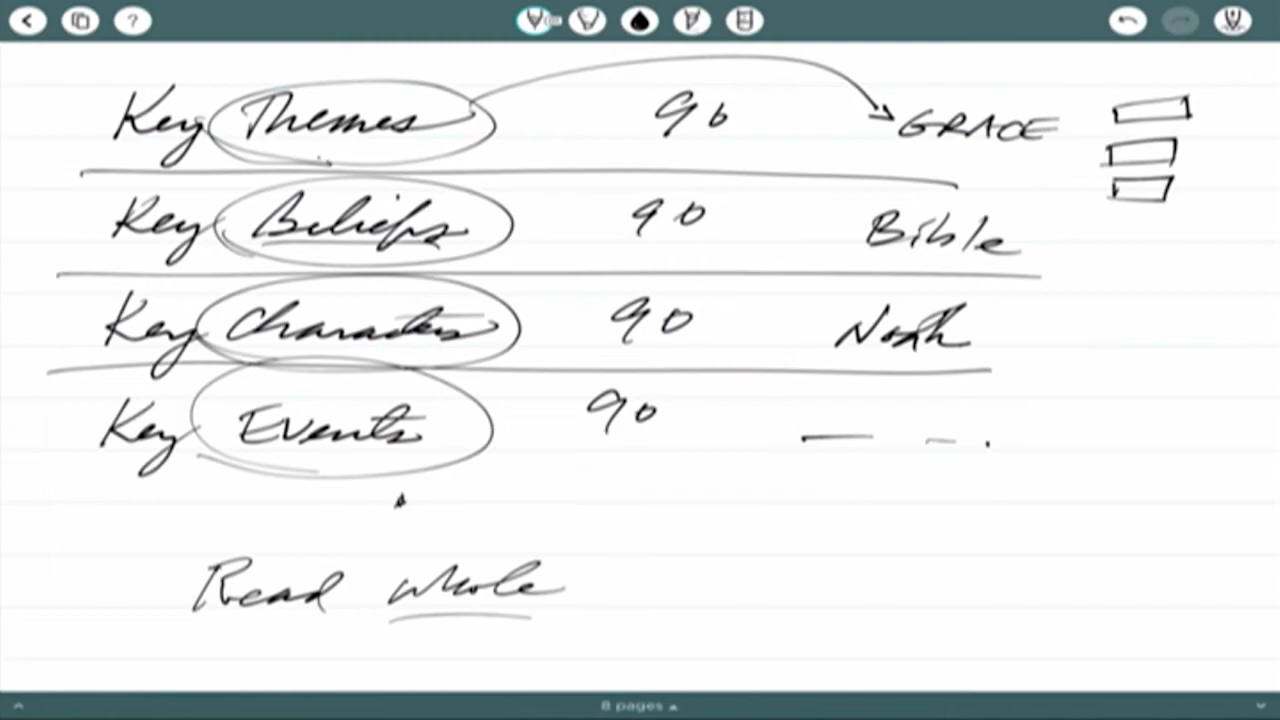 ?
Key Themes 90 GRACE
Key Beliefs 90 Bible
Key Characters 90 Noah
Key Events 90
Read whole
8 pages